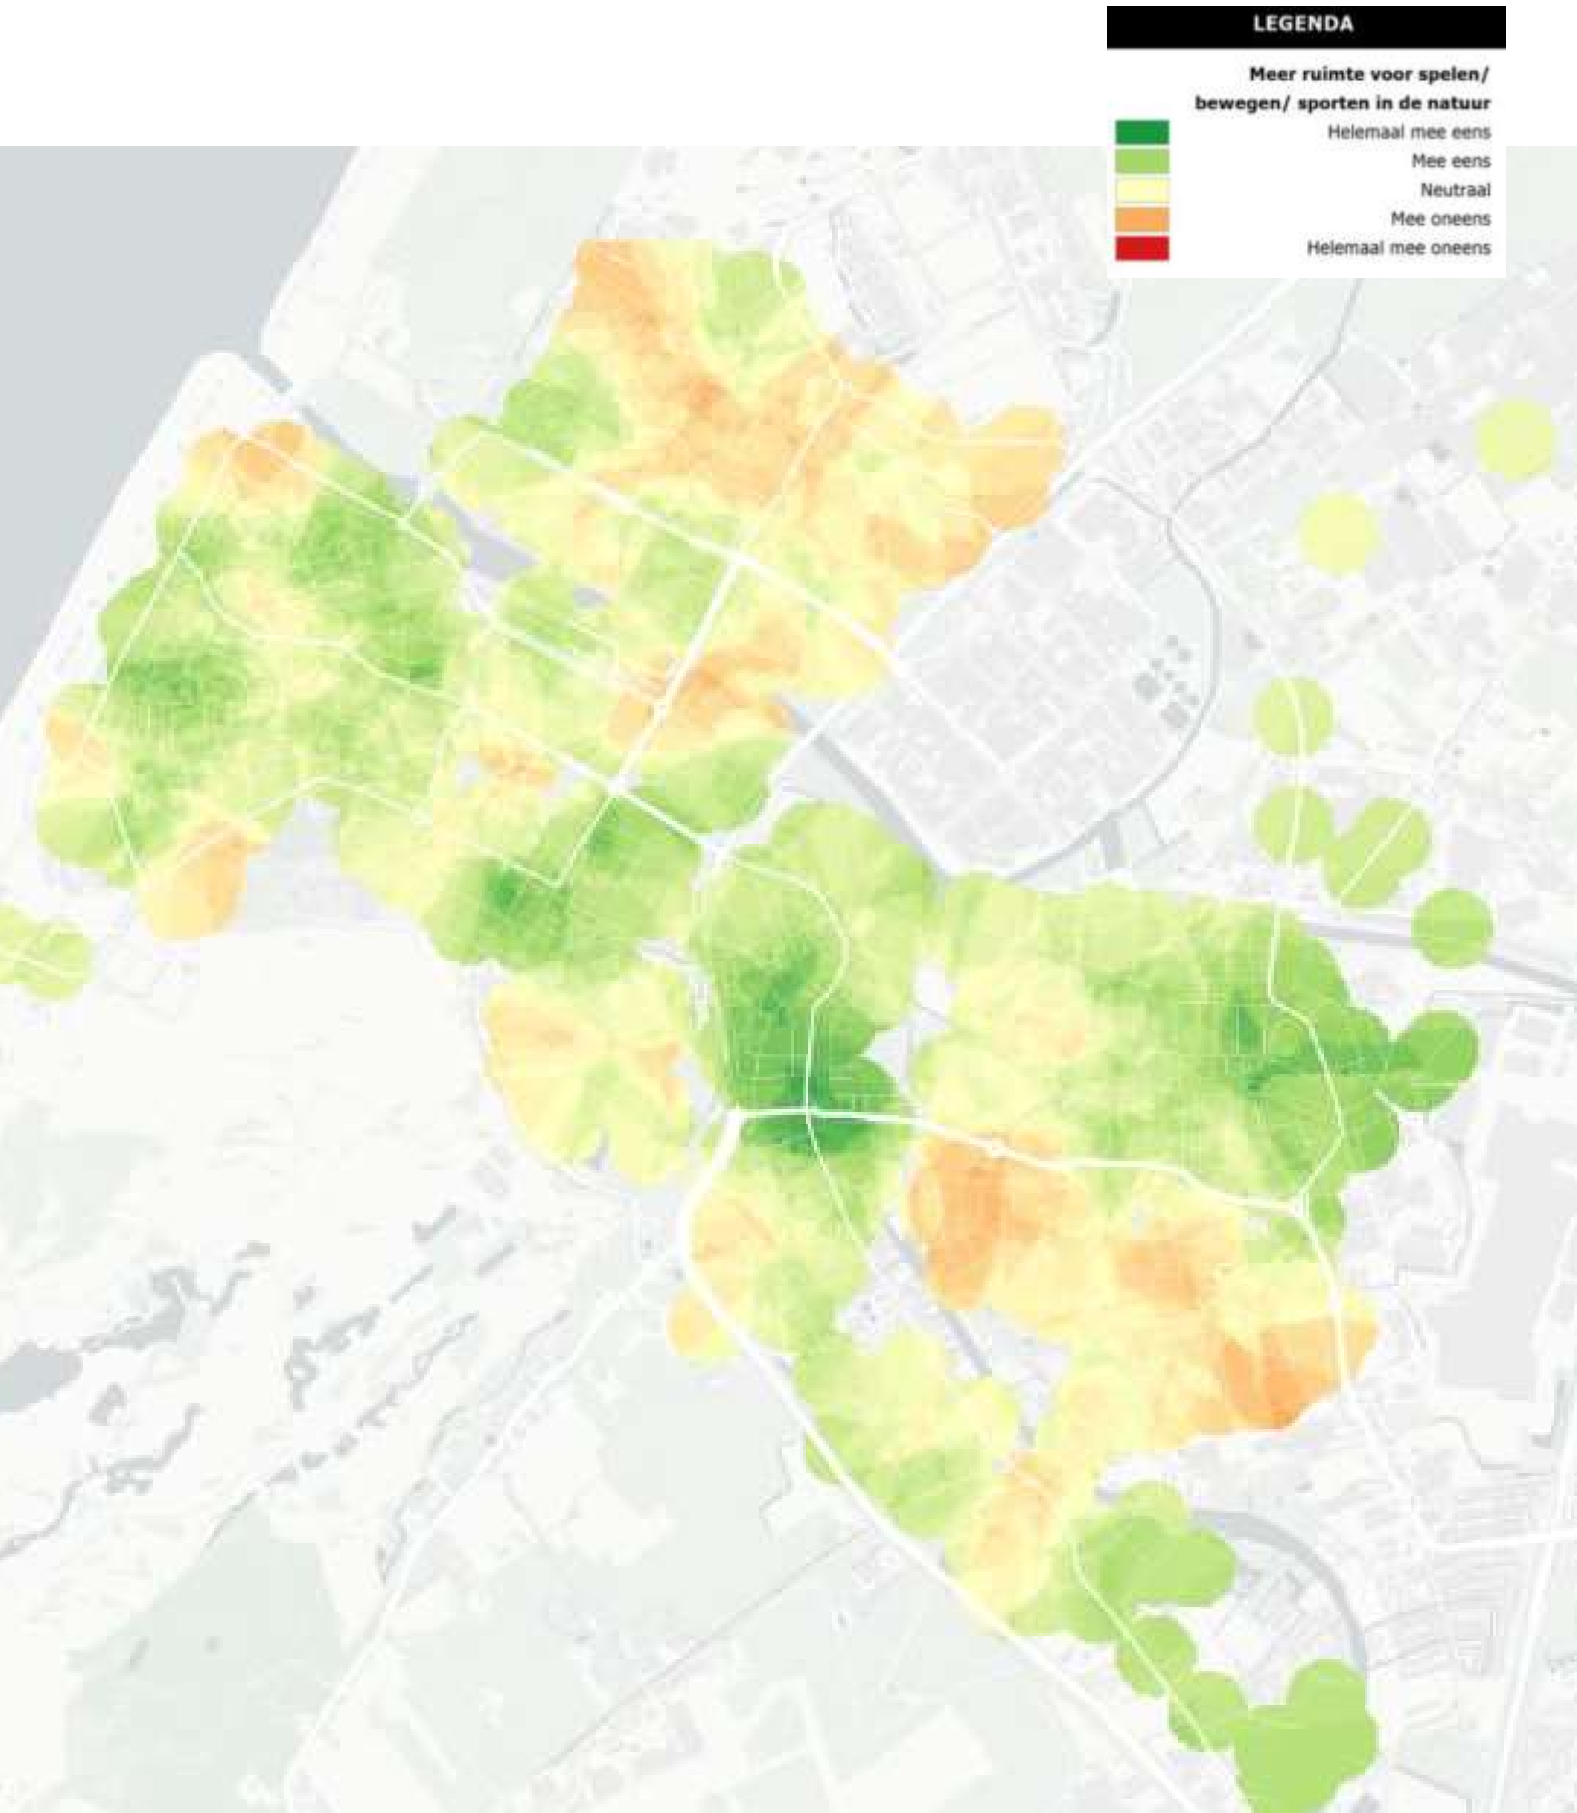 LEGENDA
Meer ruimte voor spelen/
bewegen/ sporten in de natuur
Helemaal mee eens
Mee eens
Neutraal
Mee oneens
Helemaal mee oneens